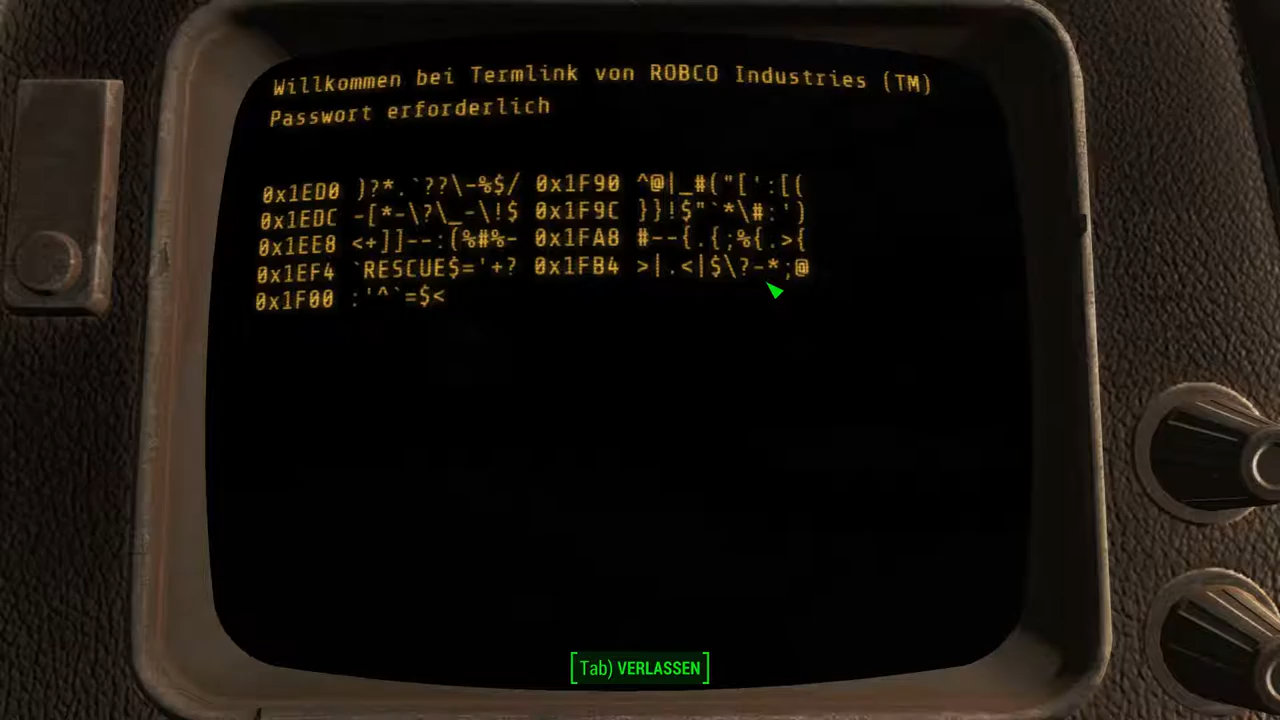 Willkommen bei Termlink von ROBCO Industries (TM)
Passwort erforderlich
0x1ED0 )?*.`??\-%$/ 0x1F90 ^@|_#("[':[(
0x1EDC -[*-\?\_-\!$ 0x1F9C }}!$"`*\#:')
0x1EE8 <+]]--:(%#%- 0x1FA8 #--{.{;%{.>{
0x1EF4 `RESCUE$='+? 0x1FB4 >|.<|$\?-*;@
0x1F00 :'^`=$<
Tab) VERLASSEN